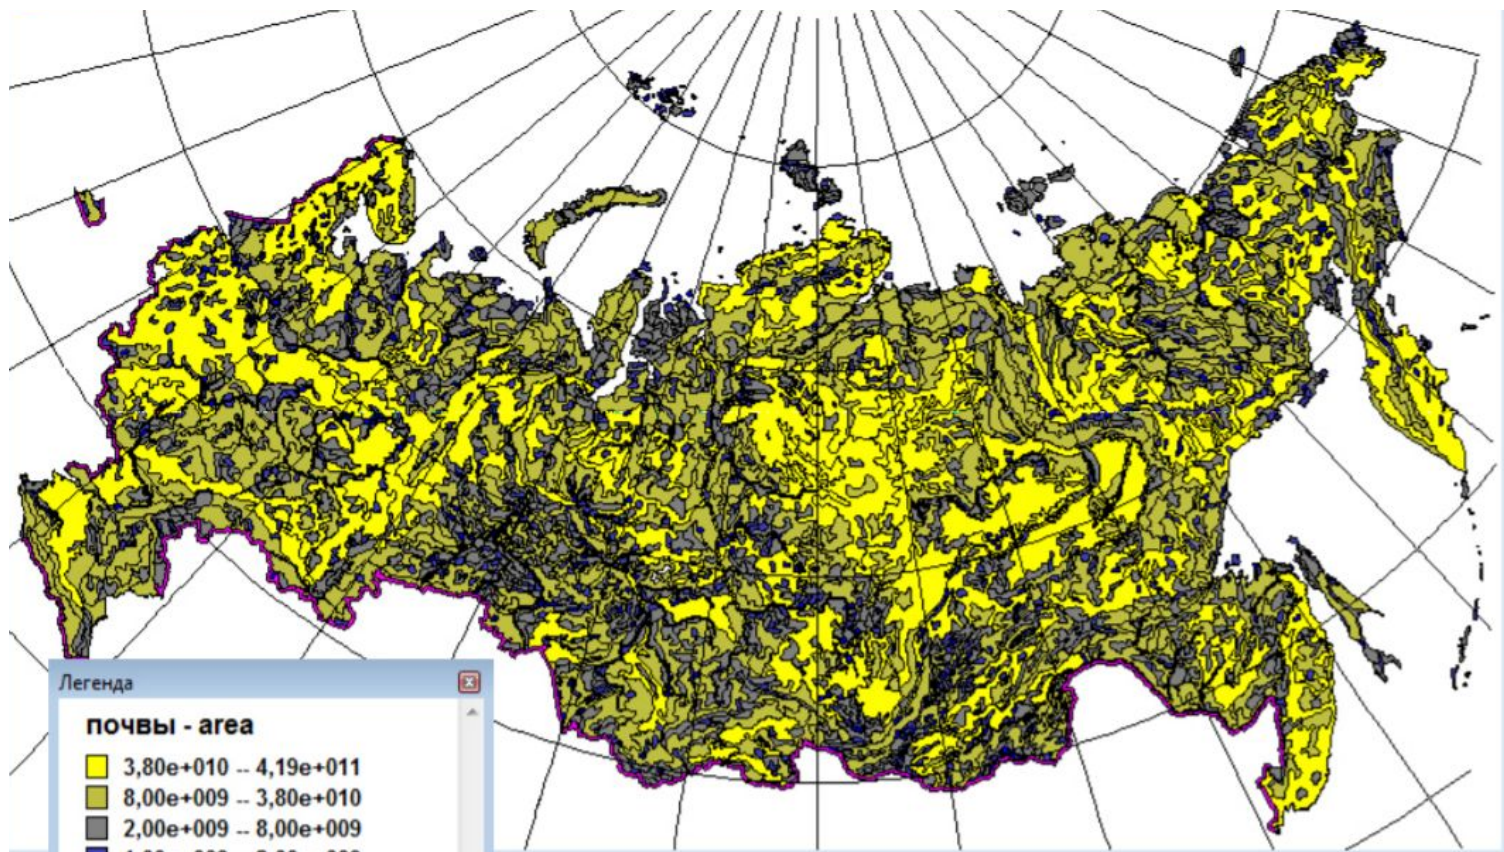 Легенда
почвы - area
3,80e+010 -- 4,19e+011
8,00e+009 -- 3,80e+010
2,00e+009 -- 8,00e+009